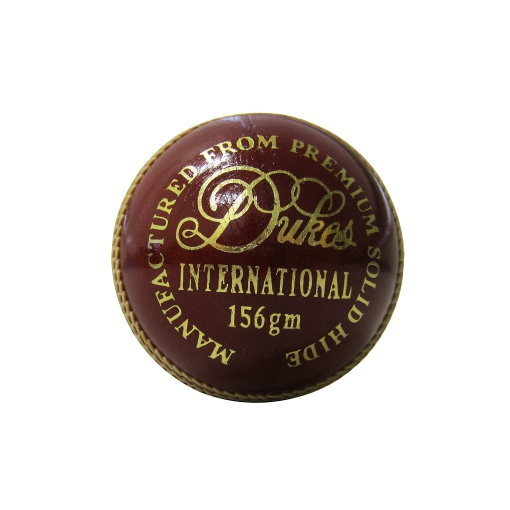 MANUFACTURED FROM PREMIUM SOLID HIDE
Dukes
INTERNATIONAL
156gm